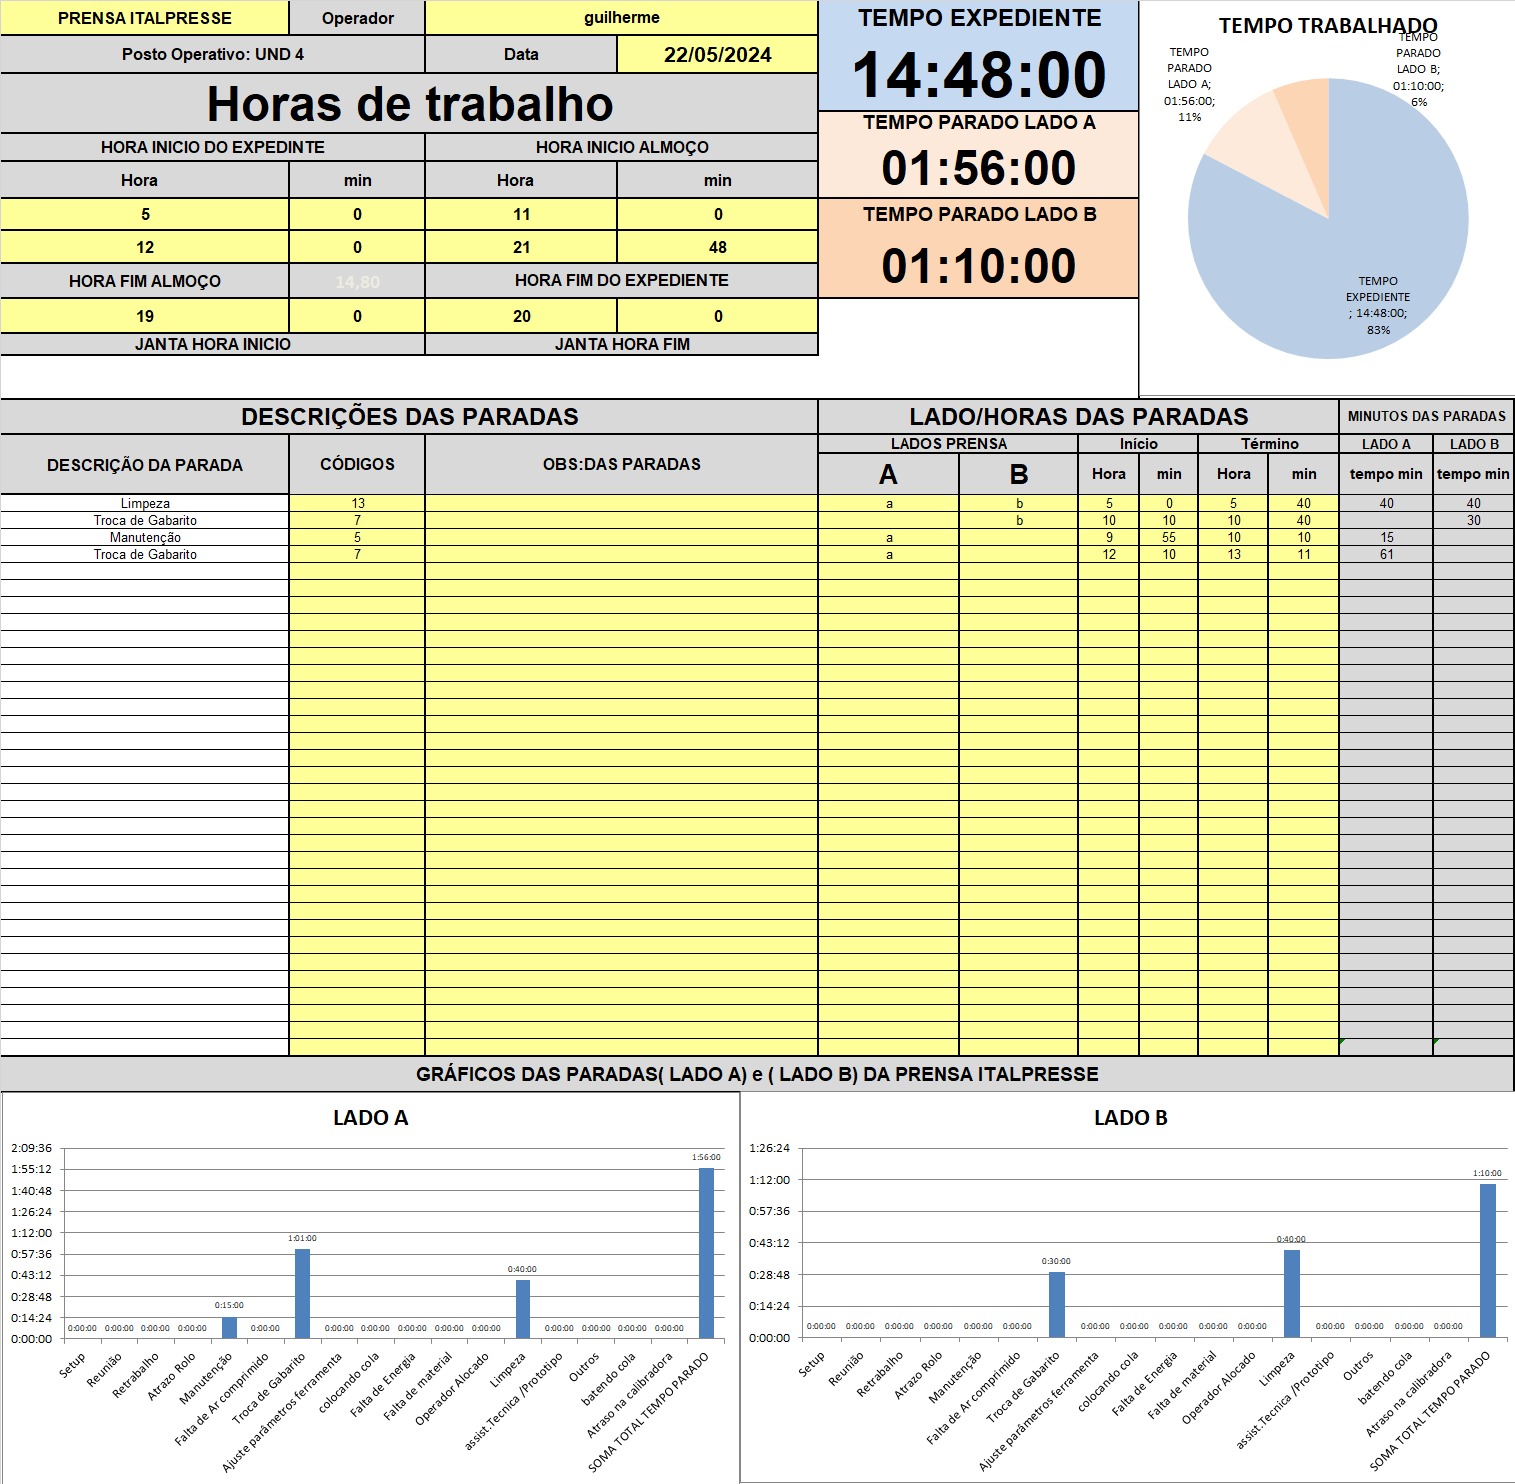 PRENSA ITALPRESSE Operador guilherme
Posto Operativo: UND 4 Data 22/05/2024
Horas de trabalho
HORA INICIO DO EXPEDINTE HORA INICIO ALMOÇO
Hora min Hora min
5 0 11 0
12 0 21 48
HORA FIM ALMOÇO 14,80 HORA FIM DO EXPEDIENTE
19 0 20 0
JANTA HORA INICIO JANTA HORA FIM
TEMPO EXPEDIENTE
14:48:00
TEMPO PARADO LADO A
01:56:00
TEMPO PARADO LADO B
01:10:00
TEMPO TRABALHADO
TEMPO
PARADO
LADO A;
01:56:00;
11%
TEMPO
PARADO
LADO B;
01:10:00;
6%
TEMPO
EXPEDIENTE
; 14:48:00;
83%
DESCRIÇÕES DAS PARADAS LADO/HORAS DAS PARADAS MINUTOS DAS PARADAS
LADOS PRENSA Início Término LADO A LADO B
DESCRIÇÃO DA PARADA CÓDIGOS OBS:DAS PARADAS A B Hora min Hora min tempo min tempo min
Limpeza 13 a b 5 0 5 40 40 40
Troca de Gabarito 7 b 10 10 10 40 30
Manutenção 5 a 9 55 10 10 15
Troca de Gabarito 7 a 12 10 13 11 61
GRÁFICOS DAS PARADAS( LADO A) e ( LADO B) DA PRENSA ITALPRESSE
LADO A
2:09:36
1:55:12
1:40:48
1:26:24
1:12:00
0:57:36
0:43:12
0:28:48
0:14:24
0:00:00
0:00:00 0:00:00 0:00:00 0:00:00 0:15:00 0:00:00 1:01:00 0:00:00 0:00:00 0:00:00 0:00:00 0:00:00 0:40:00 0:00:00 0:00:00 0:00:00 0:00:00 1:56:00
Setup
Reunião
Retrabalho
Atrazo Rolo
Manutenção
Falta de Ar comprimido
Troca de Gabarito
Ajuste parâmetros ferramenta
colocando cola
Falta de Energia
Falta de material
Operador Alocado
Limpeza
assist.Tecnica /Prototipo
Outros
batendo cola
Atraso na calibradora
SOMA TOTAL TEMPO PARADO
LADO B
1:26:24
1:12:00
0:57:36
0:43:12
0:28:48
0:14:24
0:00:00
0:00:00 0:00:00 0:00:00 0:00:00 0:00:00 0:00:00 0:30:00 0:00:00 0:00:00 0:00:00 0:00:00 0:00:00 0:40:00 0:00:00 0:00:00 0:00:00 0:00:00 1:10:00
Setup
Reunião
Retrabalho
Atrazo Rolo
Manutenção
Falta de Ar comprimido
Troca de Gabarito
Ajuste parâmetros ferramenta
colocando cola
Falta de Energia
Falta de material
Operador Alocado
Limpeza
assist.Tecnica /Prototipo
Outros
batendo cola
Atraso na calibradora
SOMA TOTAL TEMPO PARADO